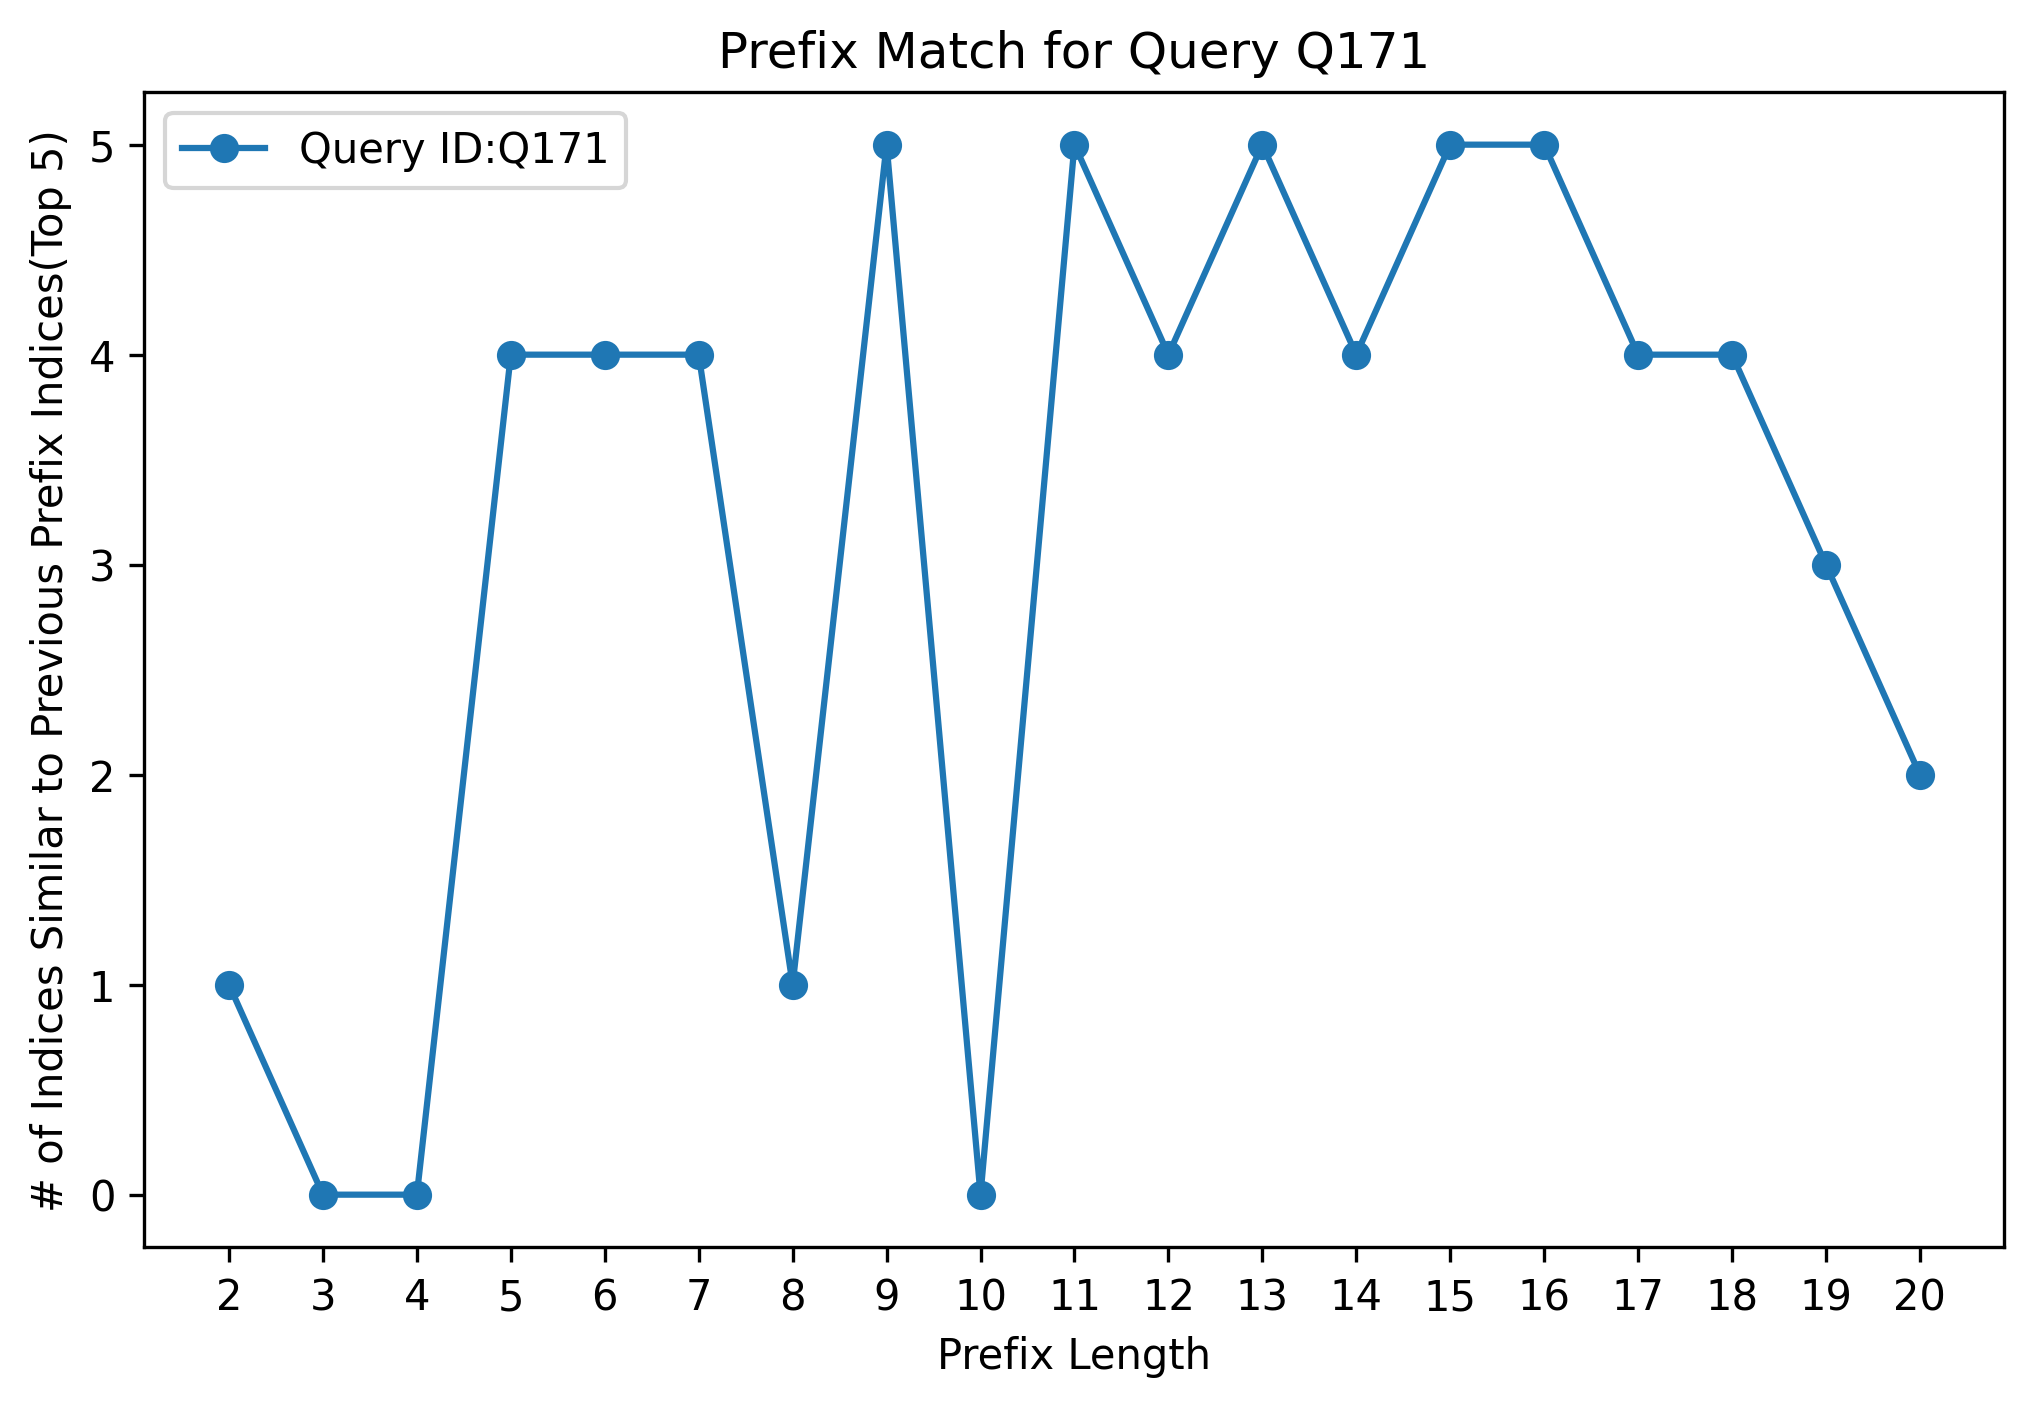 Prefix Match for Query Q171
Query ID:Q171
# of Indices Similar to Previous Prefix Indices(Top 5)
5
4
3
2
1
0
2 3 4 5 6 7 8 9 10 11 12 13 14 15 16 17 18 19 20
Prefix Length